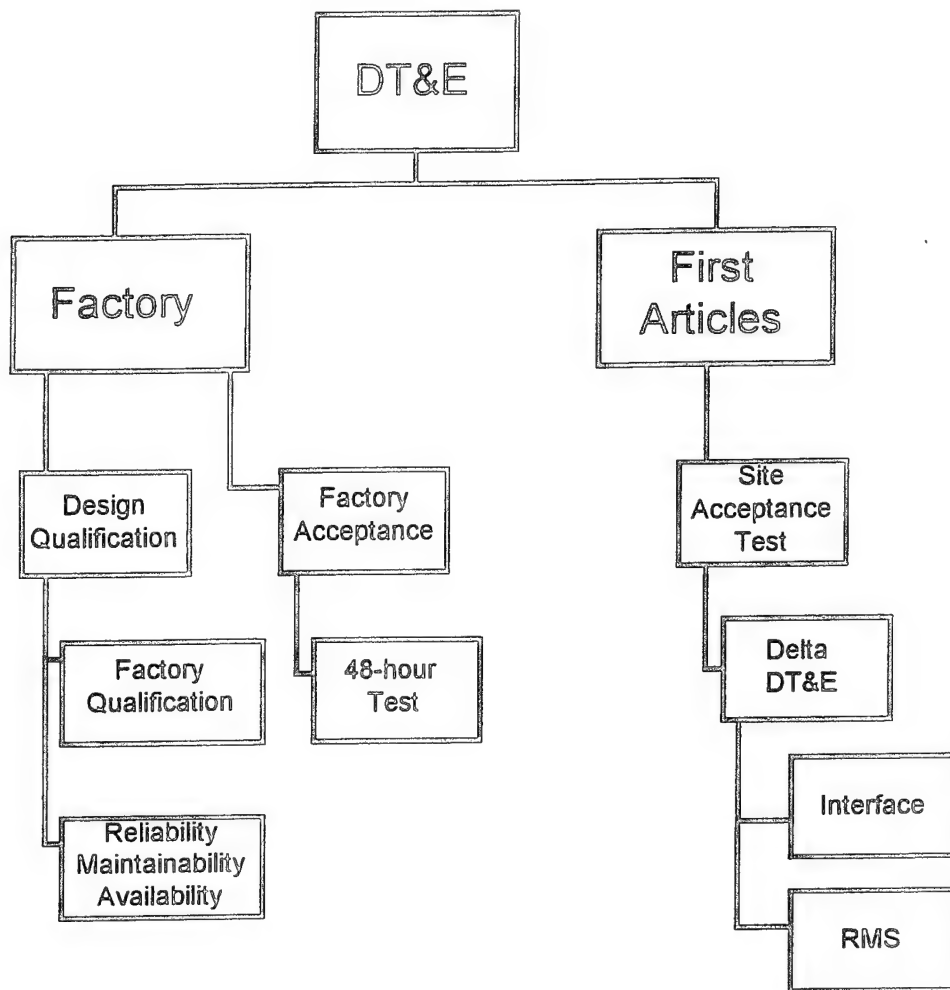 DT&E
Factory
First
Articles
Design
Qualification
Factory
Acceptance
Site
Acceptance
Test
Factory
Qualification
48-hour
Test
Delta
DT&E
Reliability
Maintainability
Availability
Interface
RMS